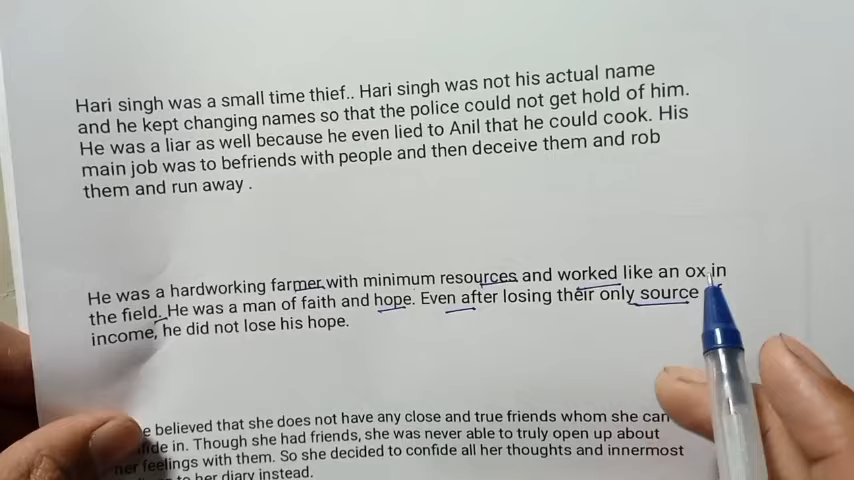 Hari singh was a small time thief.. Hari singh was not his actual name
and he kept changing names so that the police could not get hold of him.
He was a liar as well because he even lied to Anil that he could cook. His
main job was to befriends with people and then deceive them and rob
them and run away .
He was a hardworking farmer with minimum resources and worked like an ox in
the field. He was a man of faith and hope. Even after losing their only source
income, he did not lose his hope.
believed that she does not have any close and true friends whom she can
in. Though she had friends, she was never able to truly open up about
her feelings with them. So she decided to confide all her thoughts and innermost
to her diary instead.